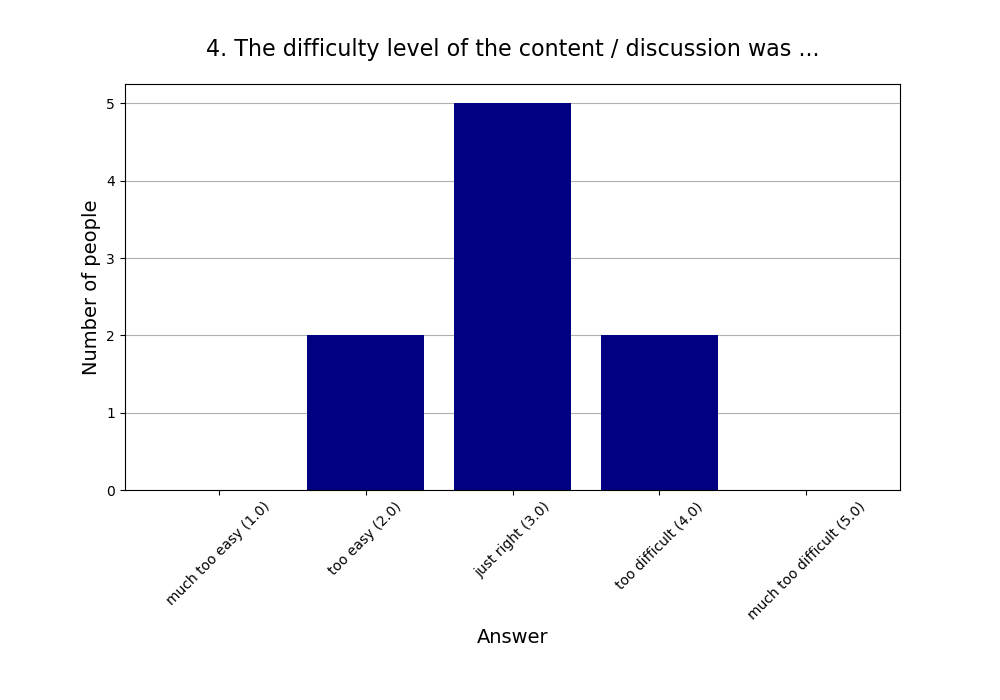 4. The difficulty level of the content / discussion was ...
Number of people
5
4
3
2
1
0
much too easy (1.0)
too easy (2.0)
just right (3.0)
too difficult (4.0)
much too difficult (5.0)
Answer